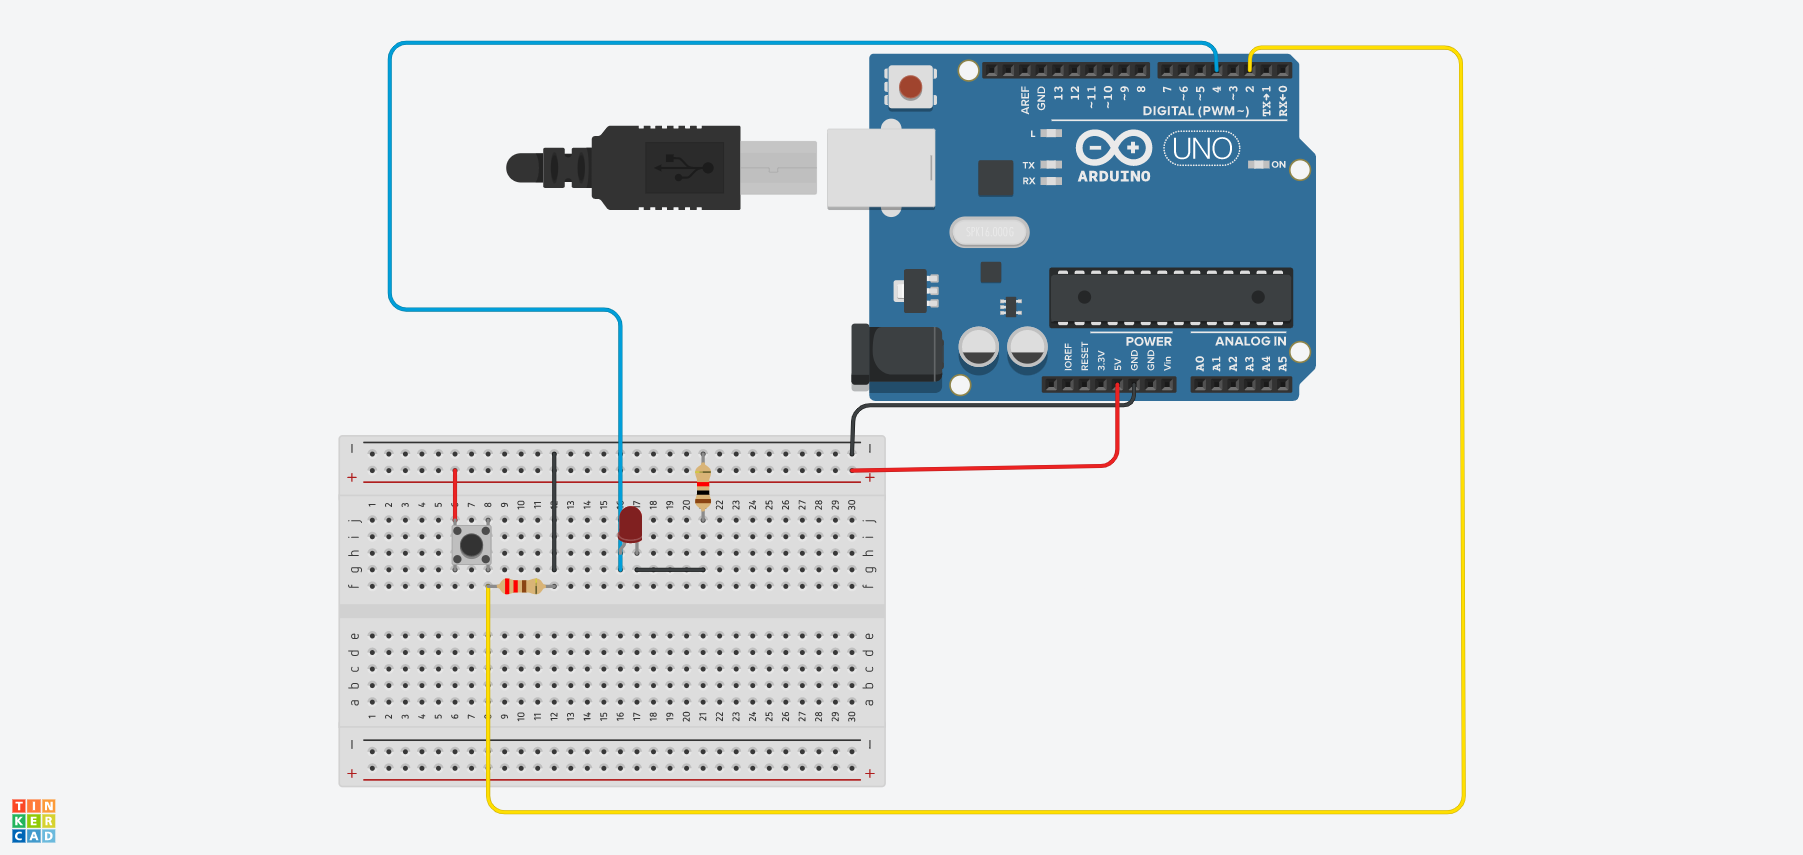 AREF GND 13 12 ~11 ~10 ~9 8 7 ~6 ~5 4 ~3 2 TX→1 RX←0
DIGITAL (PWM~)
L
TX
RX
UNO
ON
ARDUINO
POWER ANALOG IN
IOREF RESET 3.3V 5V GND GND Vin A0 A1 A2 A3 A4 A5
− −
+ +
1 2 3 4 5 6 7 8 9 10 11 12 13 14 15 16 17 18 19 20 22 23 24 25 26 27 28 29 30
j j
i i
h h
g g
f f
e e
d d
c c
b b
a a
1 2 3 4 5 6 7 8 9 10 11 12 13 14 15 16 17 18 19 20 21 22 23 24 25 26 27 28 29 30
− −
+ +
TIN
KER
CAD